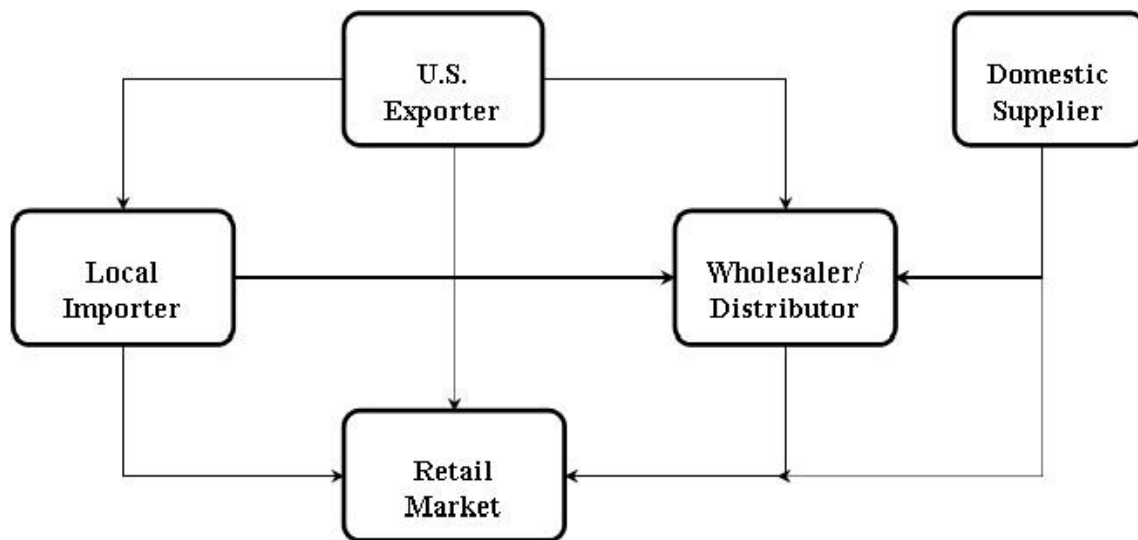 U.S.
Exporter
Domestic
Supplier
Local
Importer
Wholesaler/
Distributor
Retail
Market